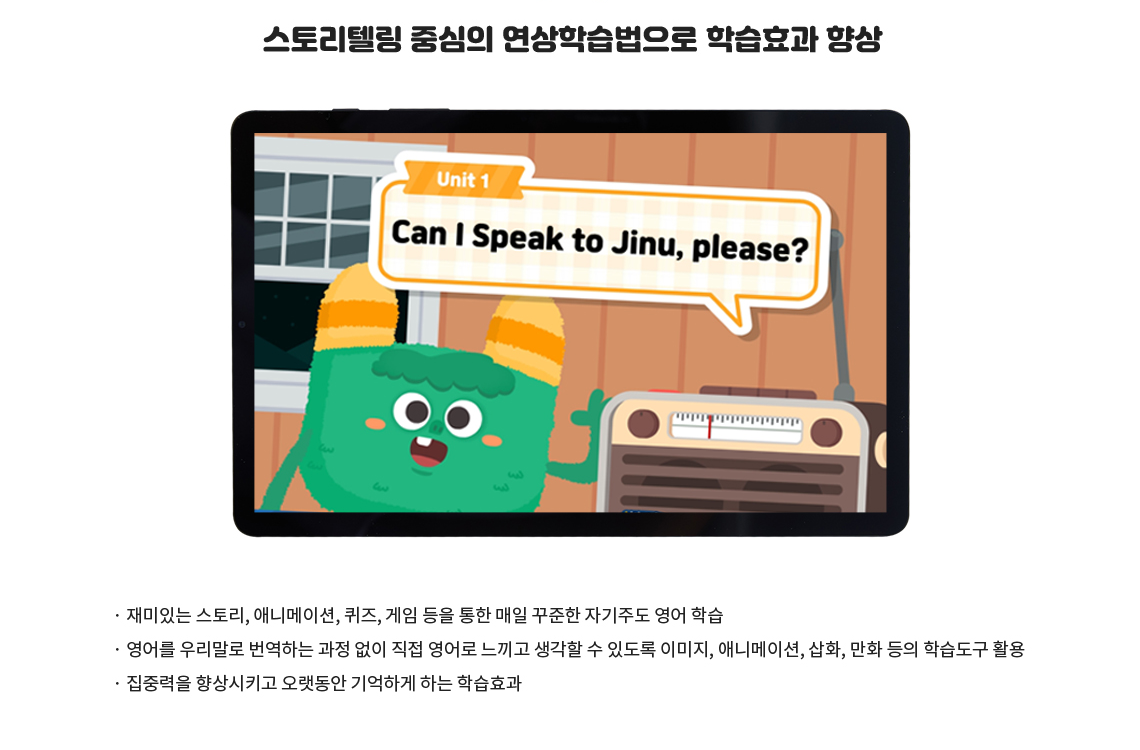 스토리텔링 중심의 연상학습법으로 학습효과 향상
Unit 1
Can I Speak to Jinu, please?
· 재미있는 스토리, 애니메이션, 퀴즈, 게임 등을 통한 매일 꾸준한 자기주도 영어 학습
· 영어를 우리말로 번역하는 과정 없이 직접 영어로 느끼고 생각할 수 있도록 이미지, 애니메이션, 삽화, 만화 등의 학습도구 활용
· 집중력을 향상시키고 오랫동안 기억하게 하는 학습효과